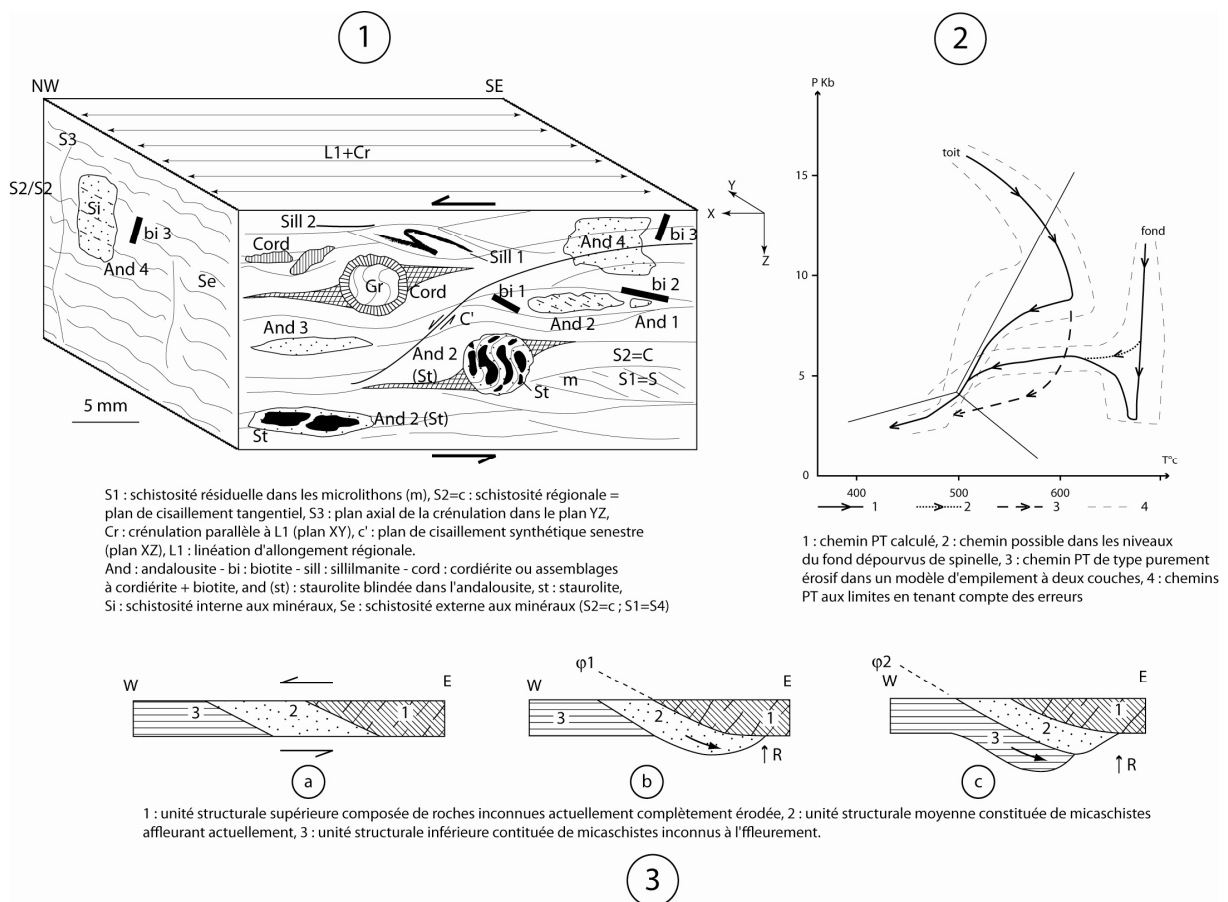 1
2
NW
SE
S3
L1+Cr
S2/S2
Si
bi 3
And 4
Se
Y
X
Z
Sill 2
Cord
Sill 1
And 4
bi 3
Gr
Cord
bi 1
bi 2
C'
And 2
And 1
And 3
And 2
(St)
S2=C
m
S1=S
St
5 mm
And 2 (St)
St
P Kb
toit
15
fond
10
5
0
T°c
400
500
600
1
2
3
4
S1 : schistosité résiduelle dans les microlithons (m), S2=c : schistosité régionale =
plan de cisaillement tangentiel, S3 : plan axial de la crénulation dans le plan YZ,
Cr : crénulation parallèle à L1 (plan XY), c' : plan de cisaillement synthétique senestre
(plan XZ), L1 : linéation d'allongement régionale.
And : andalousite - bi : biotite - sill : sillilmanite - cord : cordiérite ou assemblages
à cordiérite + biotite, and (st) : staurolite blindée dans l'andalousite, st : staurolite,
Si : schistosité interne aux minéraux, Se : schistosité externe aux minéraux (S2=c ; S1=S4)
1 : chemin PT calculé, 2 : chemin possible dans les niveaux
du fond dépourvus de spinelle, 3 : chemin PT de type purement
érosif dans un modèle d'empilement à deux couches, 4 : chemins
PT aux limites en tenant compte des erreurs
W
E
3
2
1
a
φ1
W
E
3
2
1
R
b
φ2
W
E
1
2
3
R
c
1 : unité structurale supérieure composée de roches inconnues actuellement complètement érodée, 2 : unité structurale moyenne constituée de micaschistes
affleurant actuellement, 3 : unité structurale inférieure contituée de micaschistes inconnus à l'ffleurement.
3